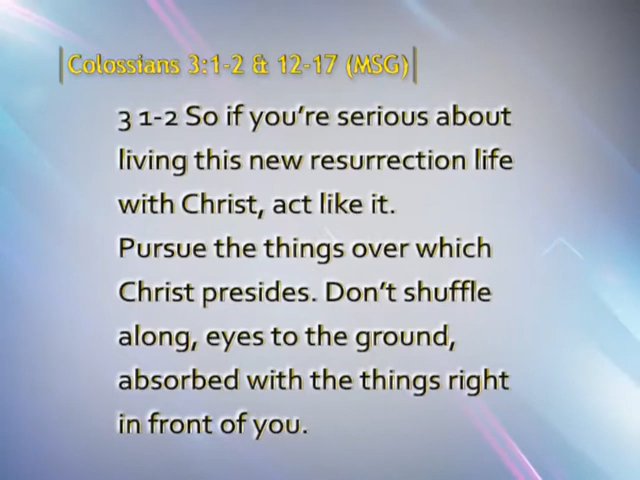 Colossians 3:1-2 & 12-17 (MSG)
3 1-2 So if you’re serious about
living this new resurrection life
with Christ, act like it.
Pursue the things over which
Christ presides. Don’t shuffle
along, eyes to the ground,
absorbed with the things right
in front of you.